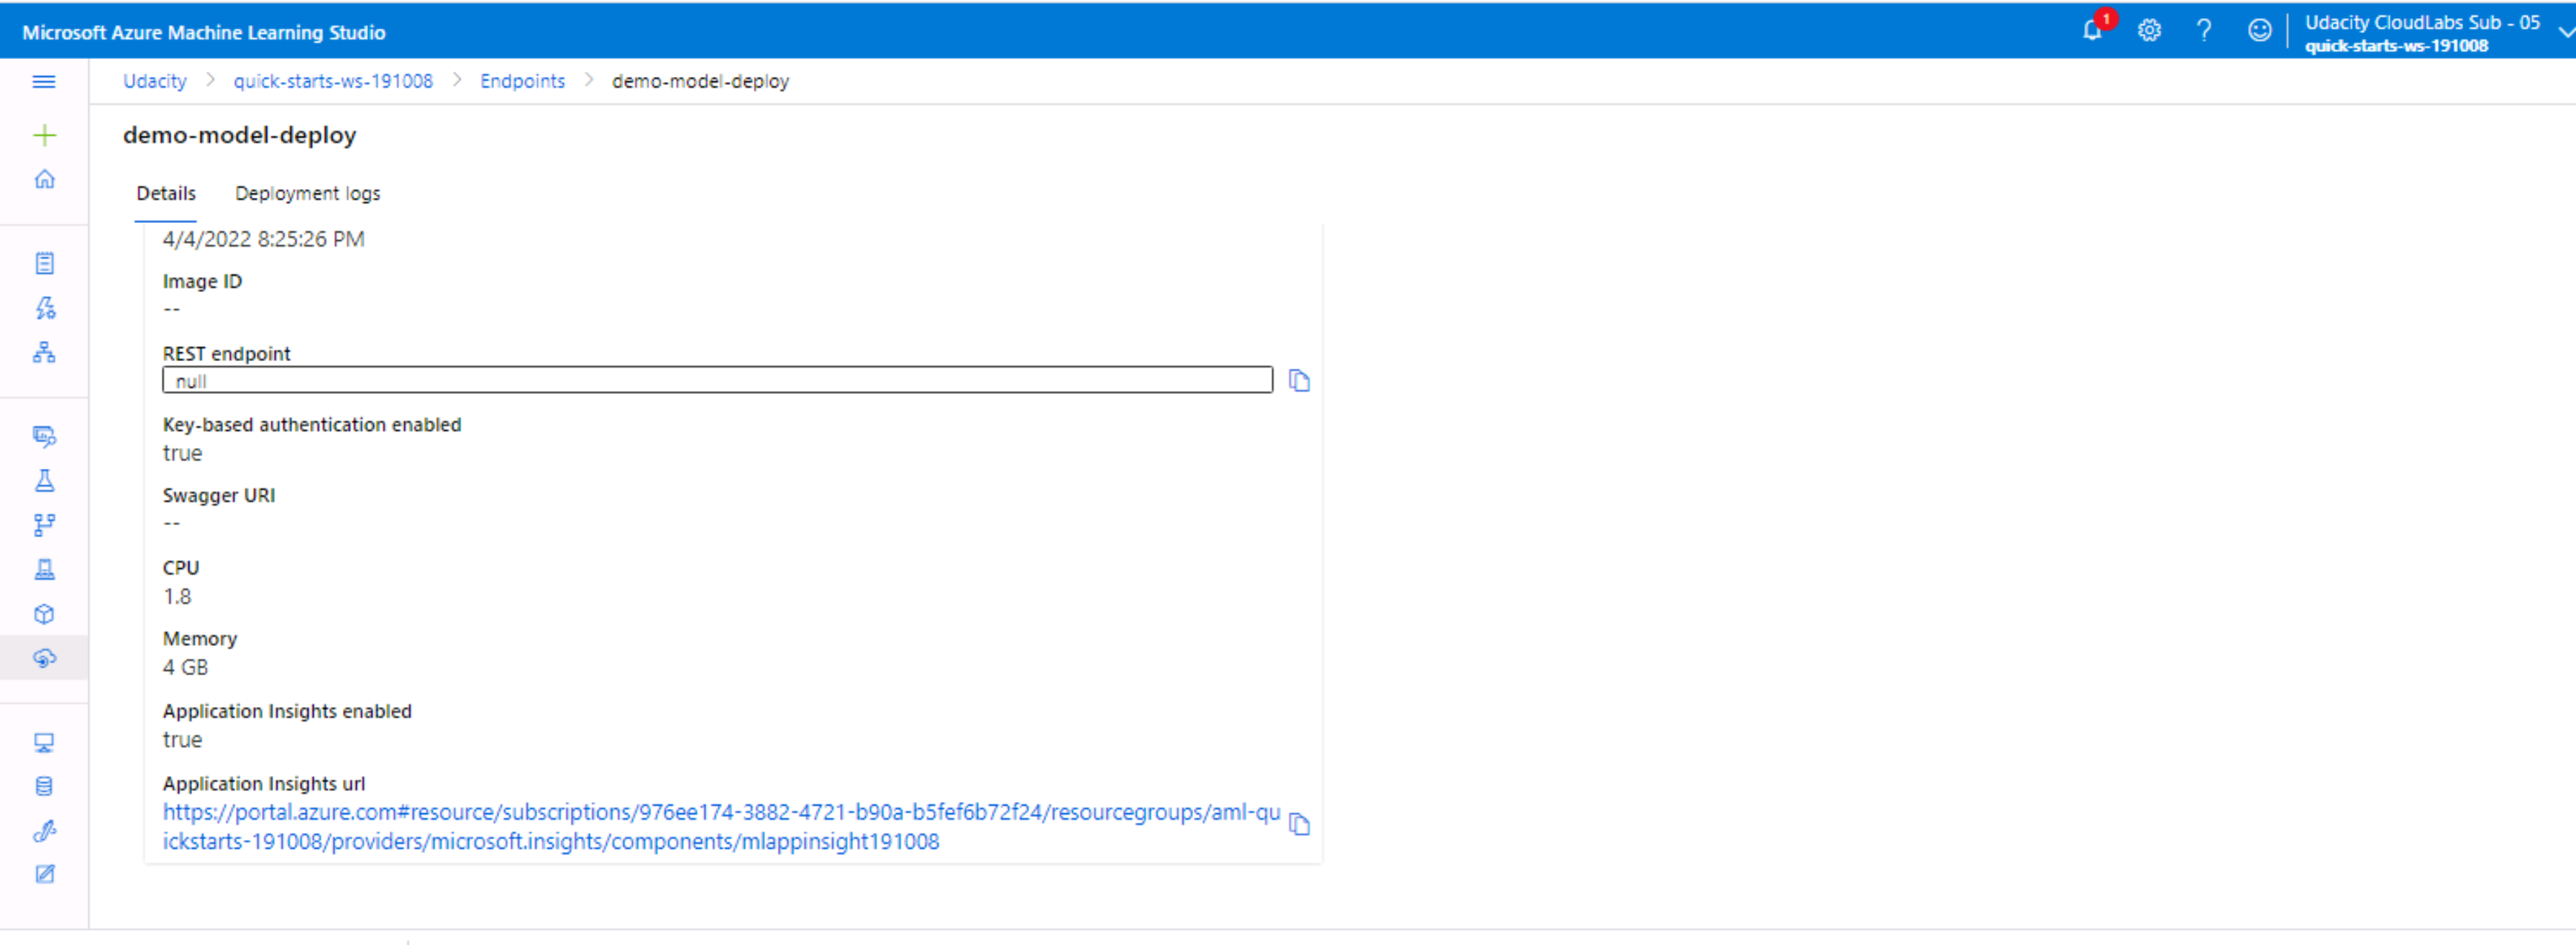 Microsoft Azure Machine Learning Studio
1
?
Udacity CloudLabs Sub - 05
quick-starts-ws-191008
Udacity > quick-starts-ws-191008 > Endpoints > demo-model-deploy
demo-model-deploy
Details Deployment logs
4/4/2022 8:25:26 PM
Image ID
--
REST endpoint
null
Key-based authentication enabled
true
Swagger URI
--
CPU
1.8
Memory
4 GB
Application Insights enabled
true
Application Insights url
https://portal.azure.com#resource/subscriptions/976ee174-3882-4721-b90a-b5fef6b72f24/resourcegroups/aml-qu
ickstarts-191008/providers/microsoft.insights/components/mlappinsight191008